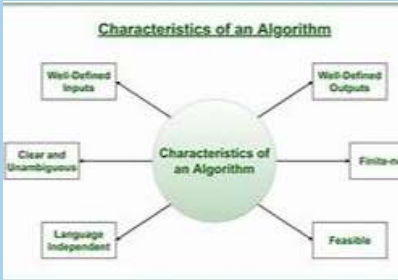 Characteristics of an Algorithm
Well-Defined
Inputs
Well-Defined
Outputs
Clear and
Unambiguous
Characteristics of
an Algorithm
Finite-n
Language
Independent
Feasible